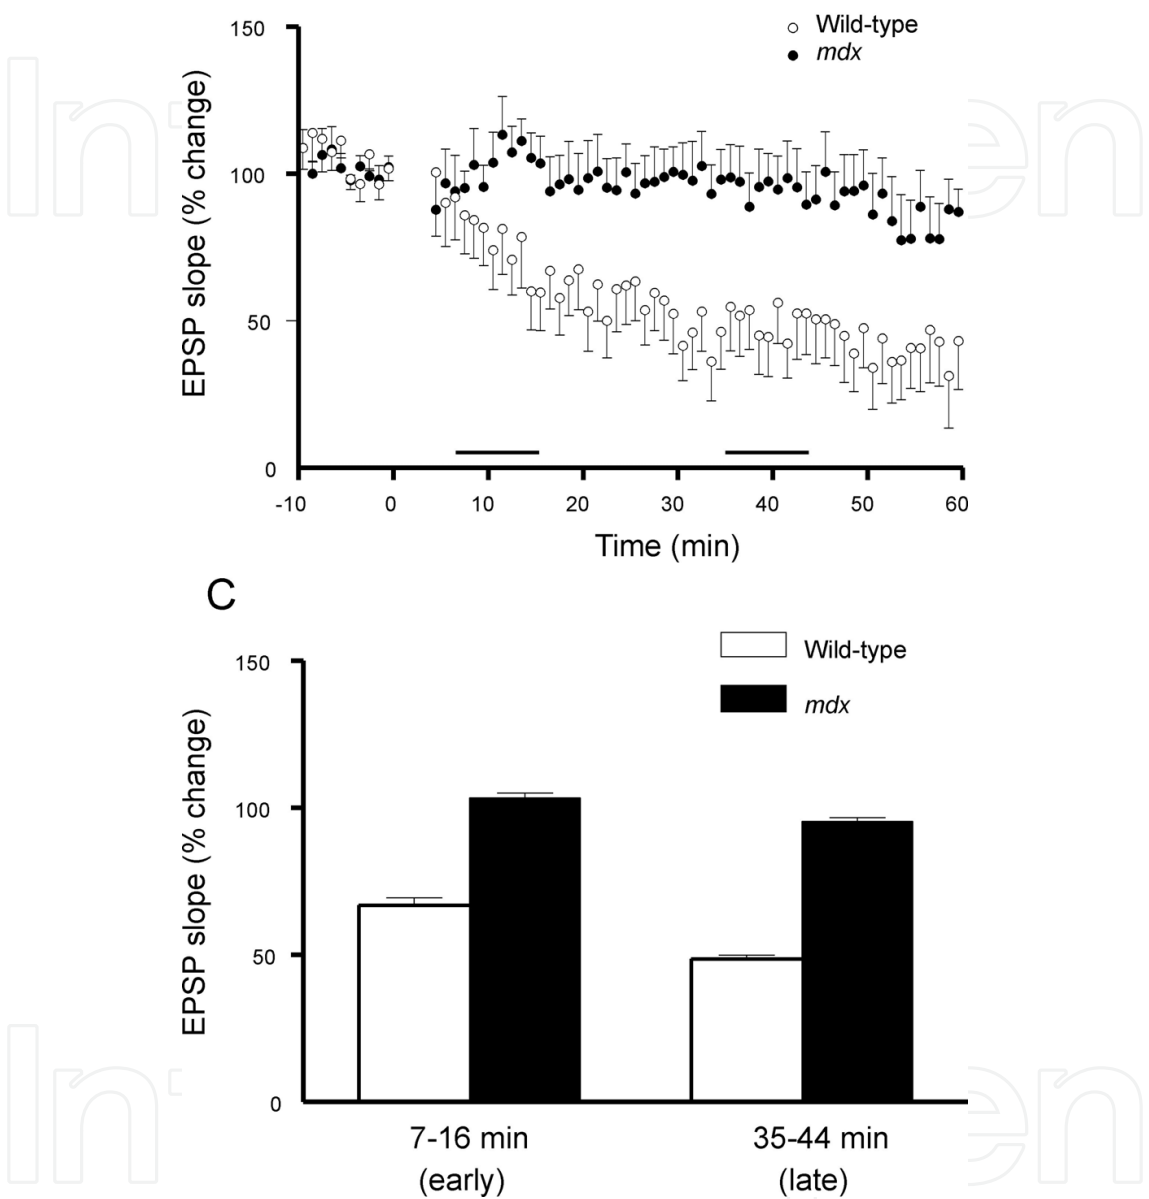 150
Wild-type
mdx
100
50
0
EPSP slope (% change)
-10 0 10 20 30 40 50 60
Time (min)
C
150
Wild-type
mdx
100
50
0
EPSP slope (% change)
7-16 min 35-44 min
(early) (late)